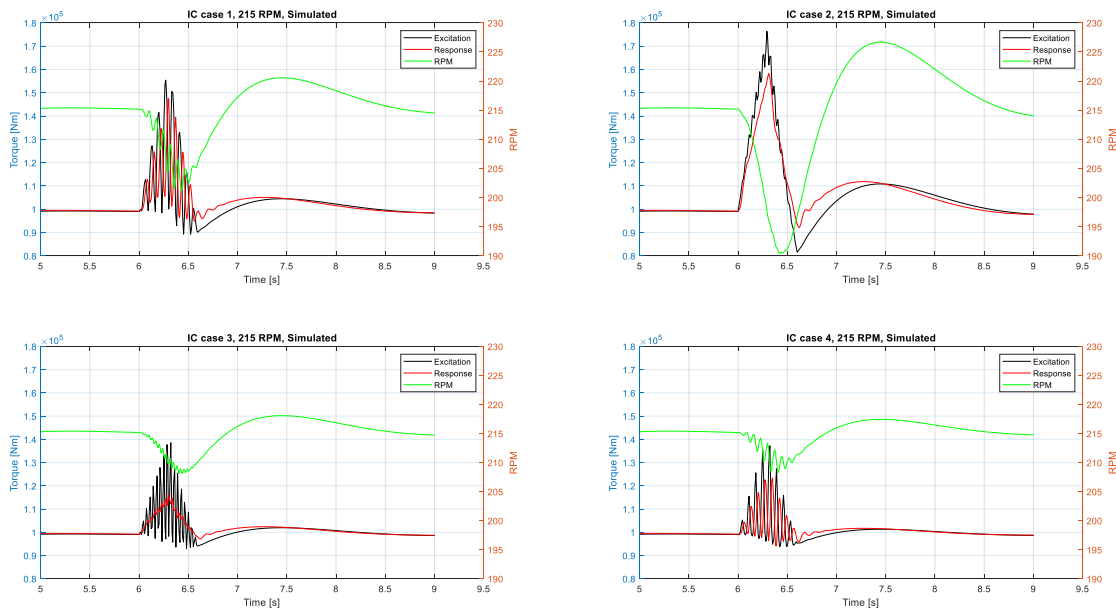 IC case 1, 215 RPM, Simulated
×10^5
1.8
1.7
1.6
1.5
1.4
1.3
1.2
1.1
1
0.9
0.8
Torque [Nm]
230
225
220
215
210
205
200
195
190
RPM
Excitation
Response
RPM
5 5.5 6 6.5 7 7.5 8 8.5 9 9.5
Time [s]
IC case 2, 215 RPM, Simulated
×10^5
1.8
1.7
1.6
1.5
1.4
1.3
1.2
1.1
1
0.9
0.8
Torque [Nm]
230
225
220
215
210
205
200
195
190
RPM
Excitation
Response
RPM
5 5.5 6 6.5 7 7.5 8 8.5 9 9.5
Time [s]
IC case 3, 215 RPM, Simulated
×10^5
1.8
1.7
1.6
1.5
1.4
1.3
1.2
1.1
1
0.9
0.8
Torque [Nm]
230
225
220
215
210
205
200
195
190
RPM
Excitation
Response
RPM
5 5.5 6 6.5 7 7.5 8 8.5 9 9.5
Time [s]
IC case 4, 215 RPM, Simulated
×10^5
1.8
1.7
1.6
1.5
1.4
1.3
1.2
1.1
1
0.9
0.8
Torque [Nm]
230
225
220
215
210
205
200
195
190
RPM
Excitation
Response
RPM
5 5.5 6 6.5 7 7.5 8 8.5 9 9.5
Time [s]